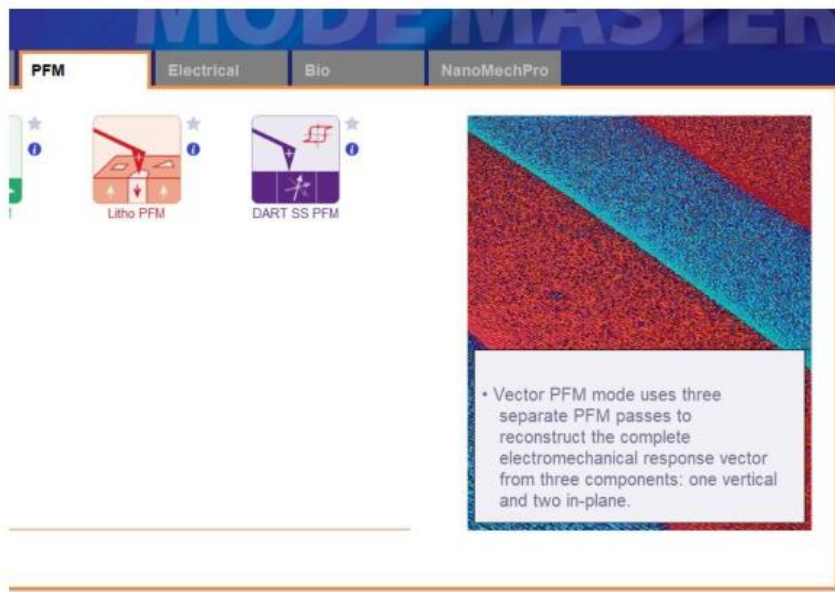 MODE MASTER
PFM
Electrical
Bio
NanoMechPro
Litho PFM
DART SS PFM
• Vector PFM mode uses three
separate PFM passes to
reconstruct the complete
electromechanical response vector
from three components: one vertical
and two in-plane.